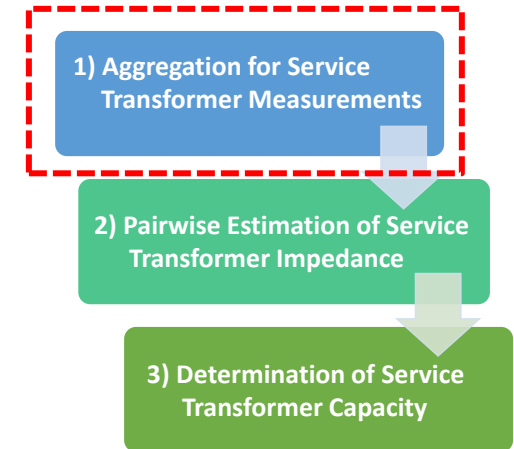 1) Aggregation for Service
Transformer Measurements
2) Pairwise Estimation of Service
Transformer Impedance
3) Determination of Service
Transformer Capacity